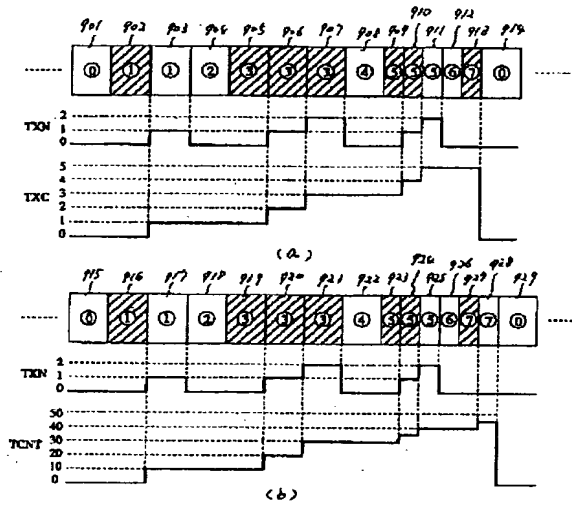 901 902 903 904 905 906 907 908 909 910 911 912 913 914
⓪ ① ① ② ③ ③ ③ ④ ⑤ ⑤ ⑤ ⑥ ⑦ ⓪
TXN
2
1
0
TXC
5
4
3
2
1
0
(a)
915 916 917 918 919 920 921 922 923 924 925 926 927 928 929
⓪ ① ① ② ③ ③ ③ ④ ⑤ ⑤ ⑤ ⑥ ⑦ ⑦ ⓪
TXN
2
1
0
TCNT
50
40
30
20
10
0
(b)